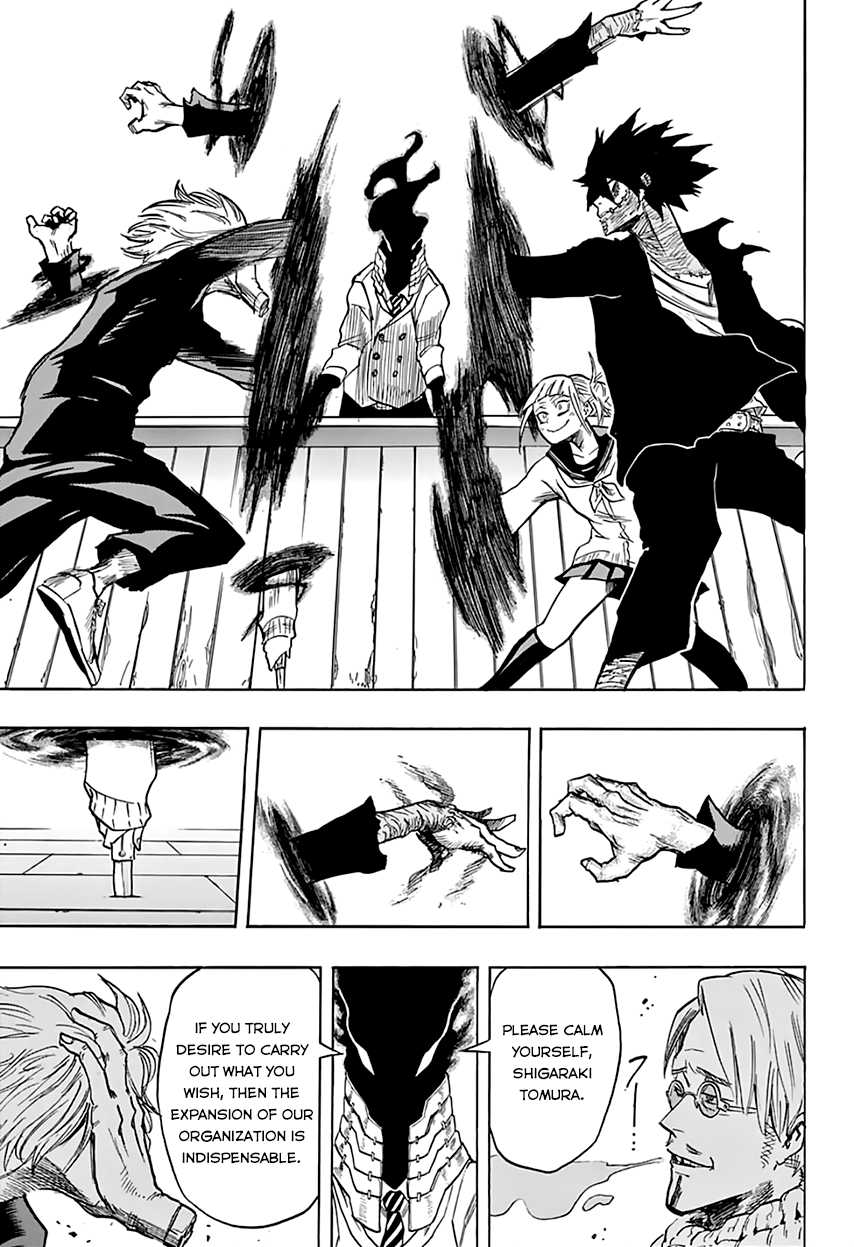 PLEASE CALM
YOURSELF,
SHIGARAKI
TOMURA.
IF YOU TRULY
DESIRE TO CARRY
OUT WHAT YOU
WISH, THEN THE
EXPANSION OF OUR
ORGANIZATION IS
INDISPENSABLE.